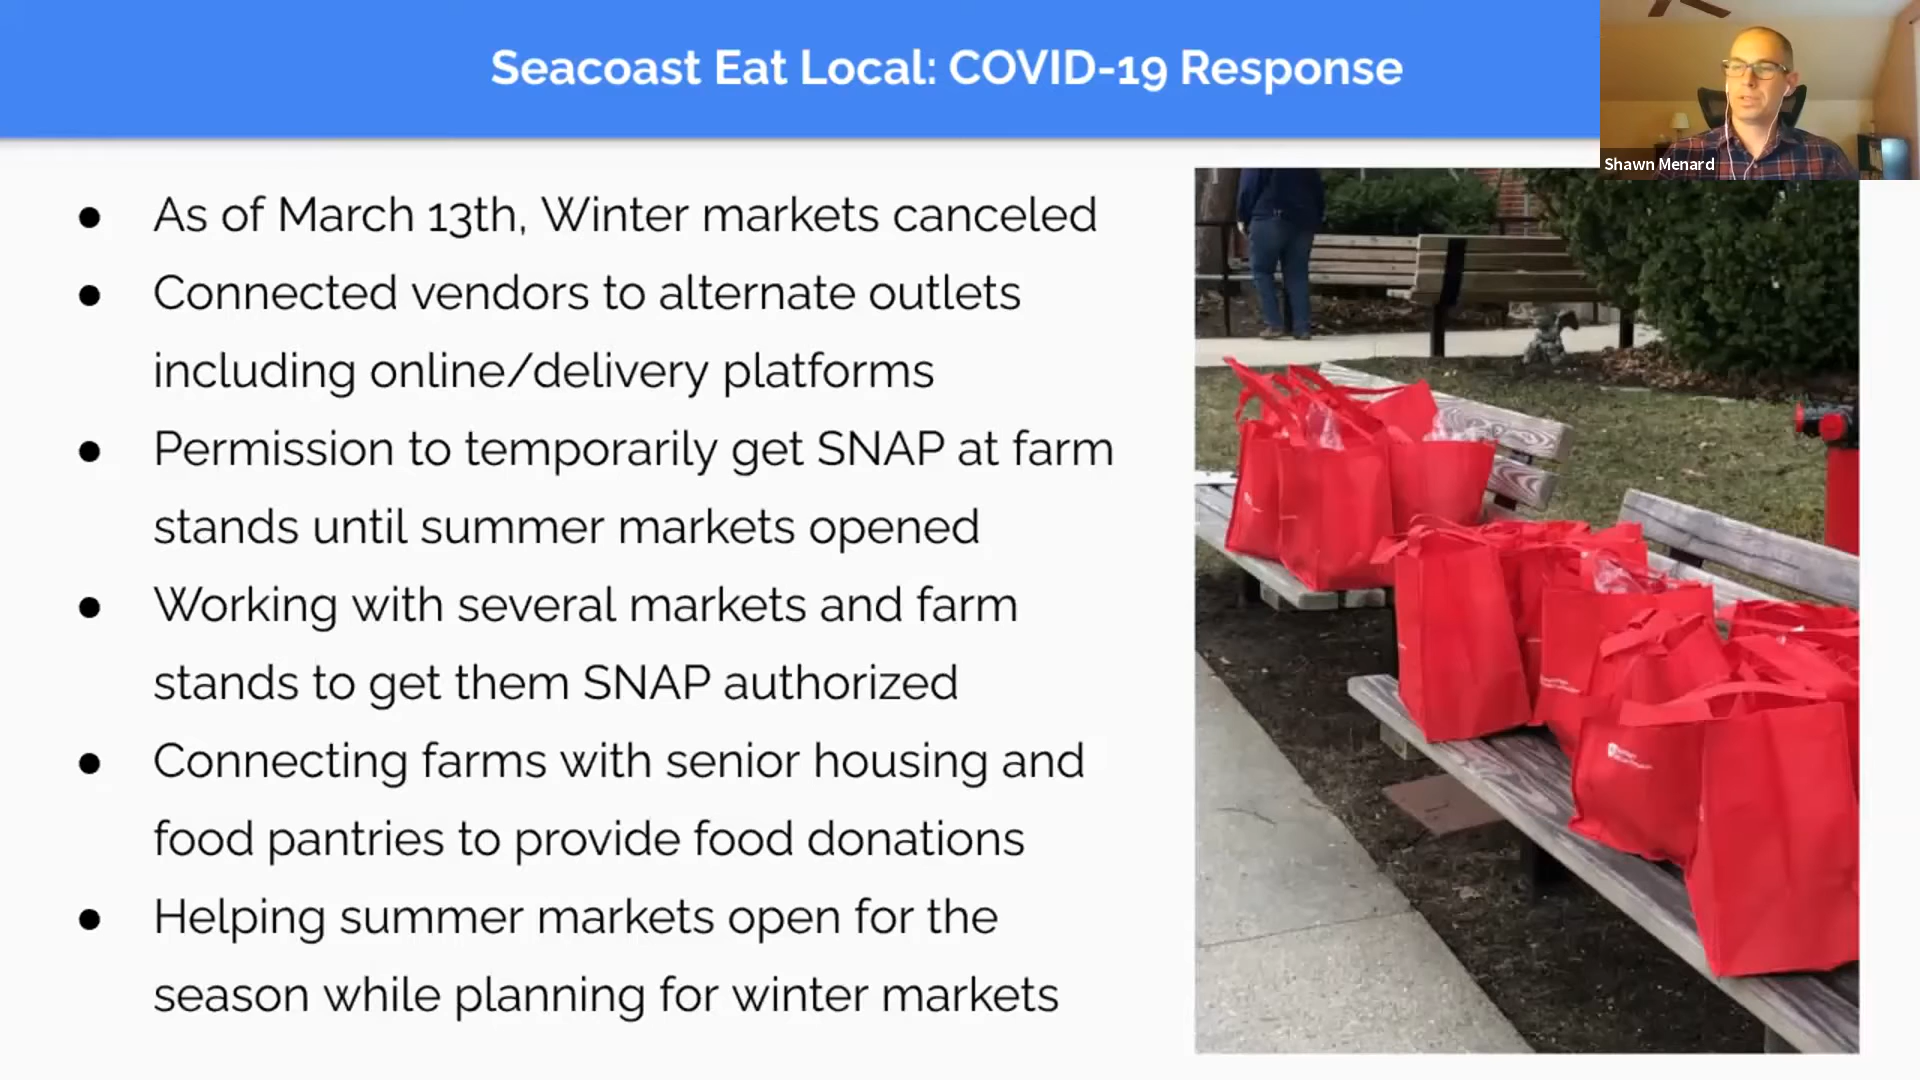 Seacoast Eat Local: COVID-19 Response
Shawn Menard
● As of March 13th, Winter markets canceled
● Connected vendors to alternate outlets
including online/delivery platforms
● Permission to temporarily get SNAP at farm
stands until summer markets opened
● Working with several markets and farm
stands to get them SNAP authorized
● Connecting farms with senior housing and
food pantries to provide food donations
● Helping summer markets open for the
season while planning for winter markets